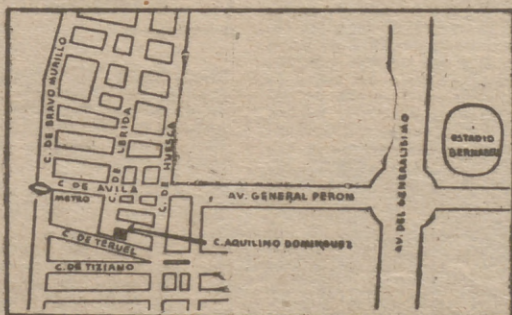 C. DE BRAVO MURILLO
C. DE LERIDA
C. DE HUESCA
AV. DEL GENERALISIMO
ESTADIO
BERNABEU
C. DE AVILA
METRO
AV. GENERAL PERON
C. DE TERUEL
C. AQUILINO DOMINGUEZ
C. DE TIZIANO